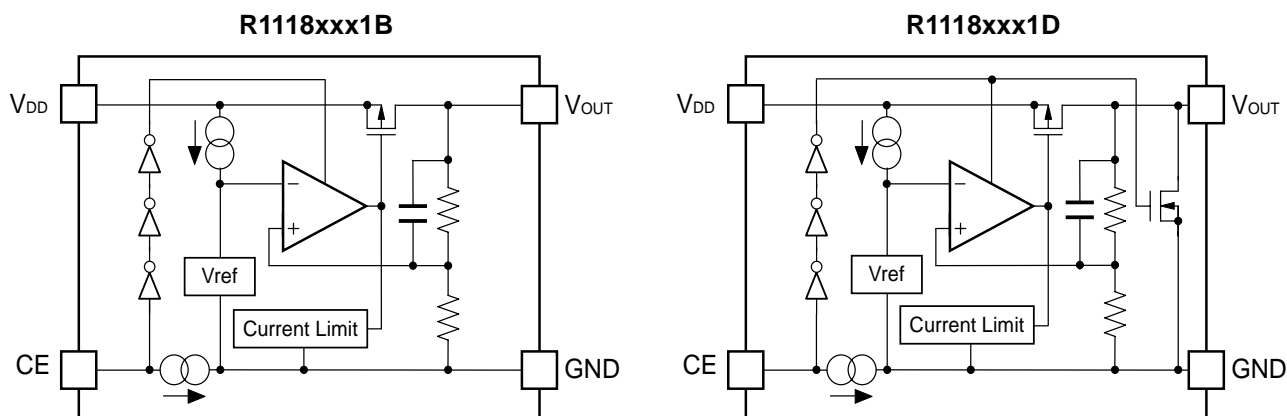 R1118xxx1B
VDD
VOUT
−
+
Vref
Current Limit
CE
GND
R1118xxx1D
VDD
VOUT
−
+
Vref
Current Limit
CE
GND